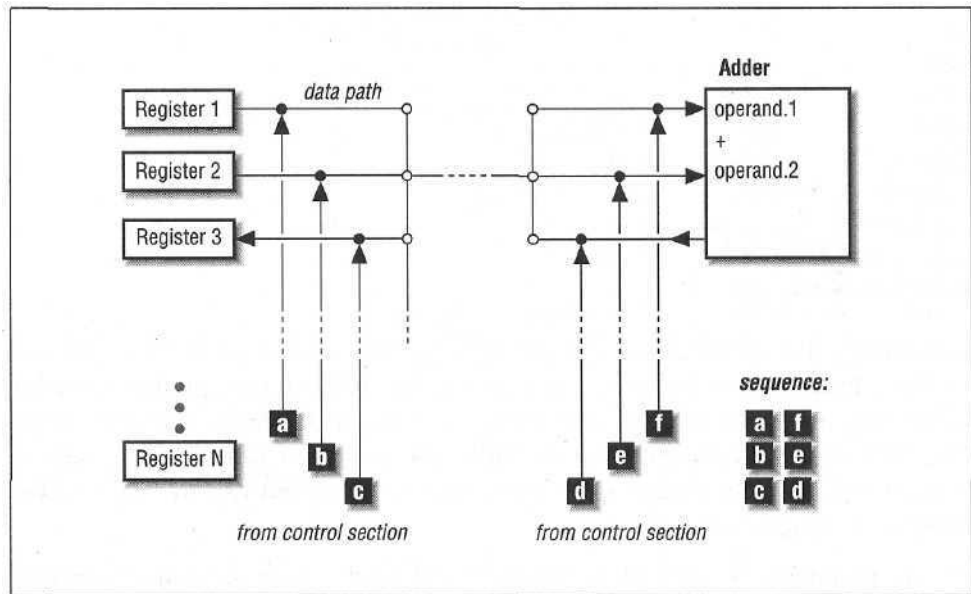 Adder
Register 1
data path
operand.1
+
Register 2
operand.2
Register 3
sequence:
a
f
a f
Register N
b
e
b e
c
d
c d
from control section
from control section